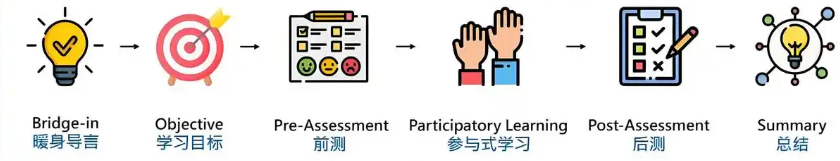 Bridge-in
暖身导言
Objective
学习目标
Pre-Assessment
前测
Participatory Learning
参与式学习
Post-Assessment
后测
Summary
总结